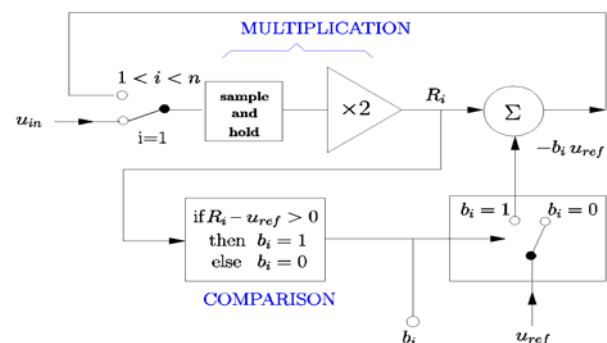 MULTIPLICATION
1 < i < n
sample
and
hold
×2
R_i
Σ
u_in
i=1
−b_i u_ref
if R_i − u_ref > 0
then b_i = 1
else b_i = 0
b_i = 1
b_i = 0
COMPARISON
b_i
u_ref